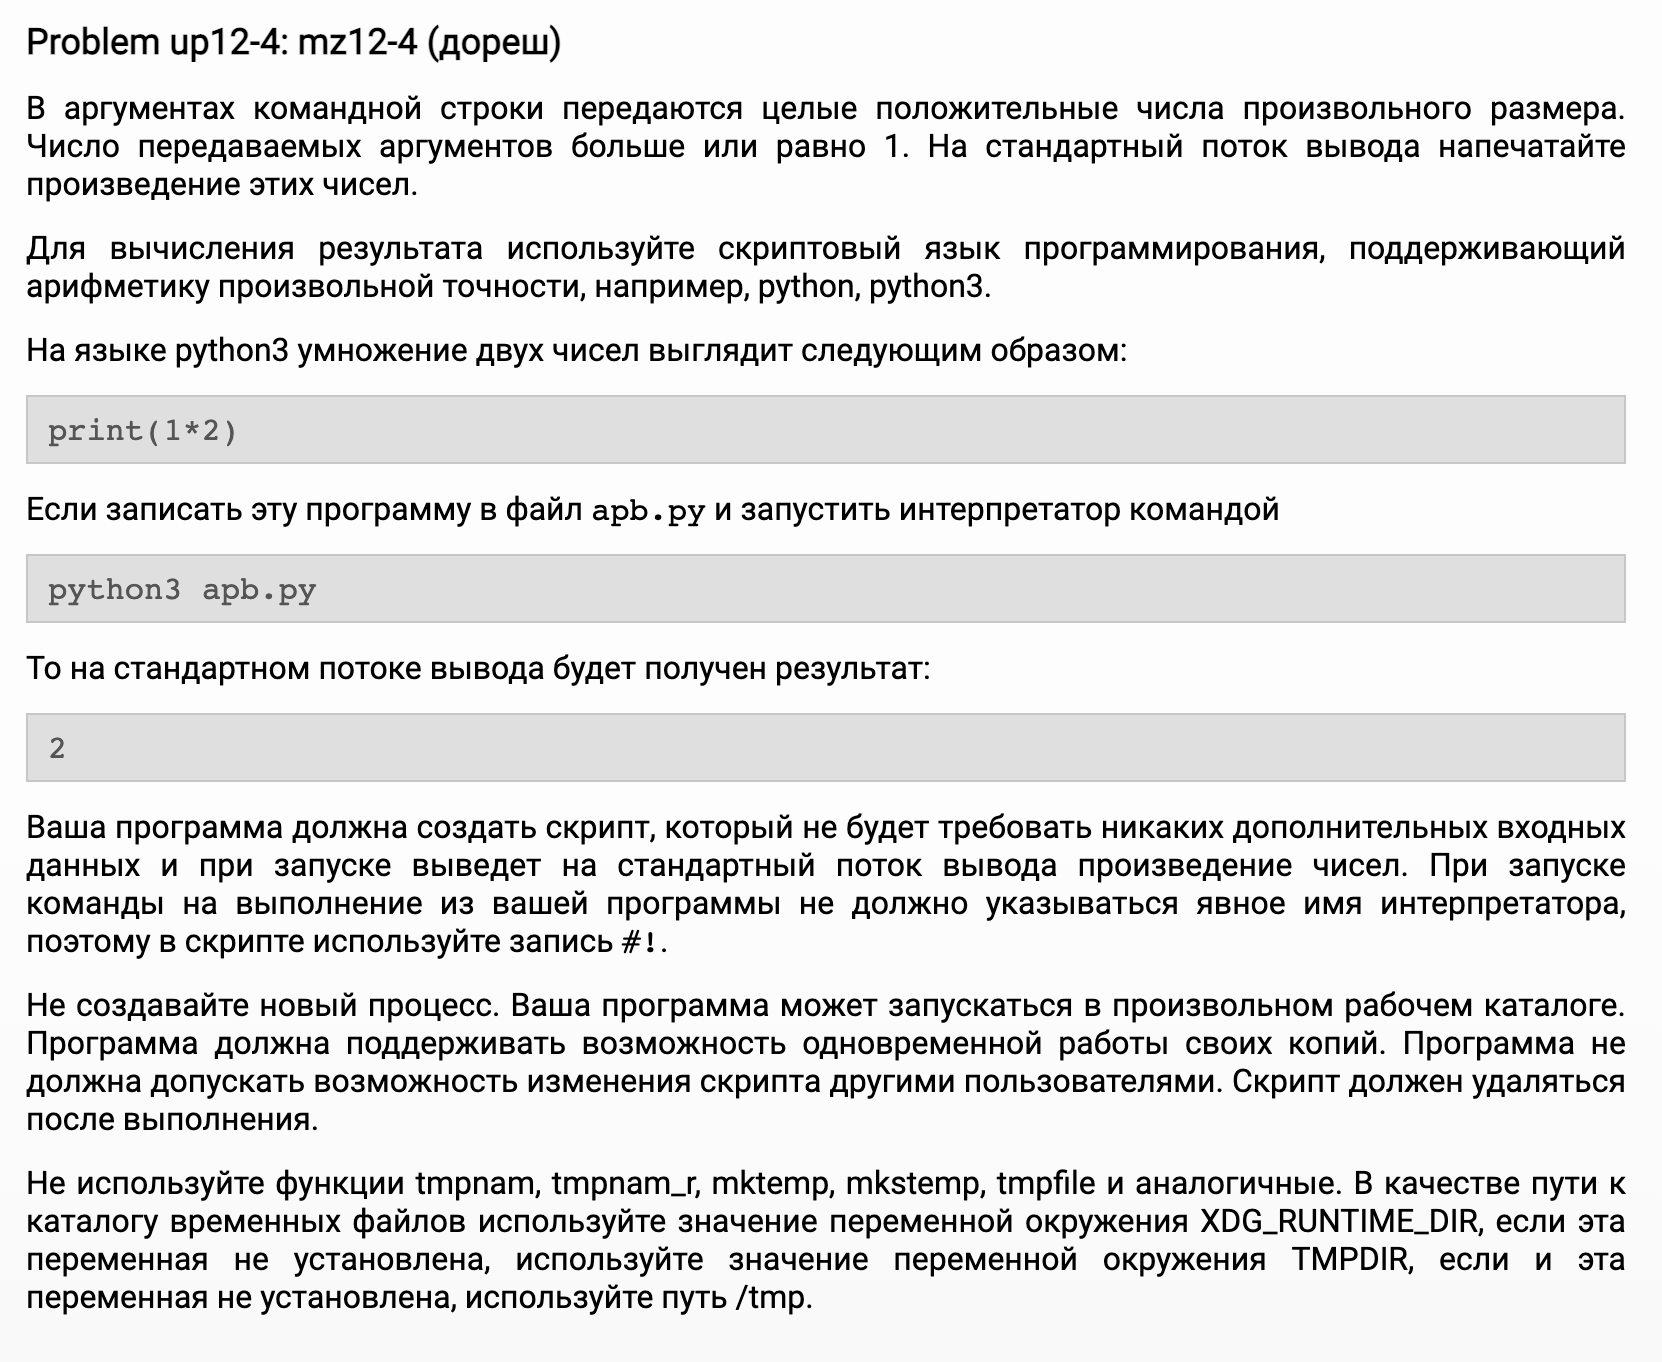 Problem up12-4: mz12-4 (дореш)
В аргументах командной строки передаются целые положительные числа произвольного размера.
Число передаваемых аргументов больше или равно 1. На стандартный поток вывода напечатайте
произведение этих чисел.
Для вычисления результата используйте скриптовый язык программирования, поддерживающий
арифметику произвольной точности, например, python, python3.
На языке python3 умножение двух чисел выглядит следующим образом:
print(1*2)
Если записать эту программу в файл apb.py и запустить интерпретатор командой
python3 apb.py
То на стандартном потоке вывода будет получен результат:
2
Ваша программа должна создать скрипт, который не будет требовать никаких дополнительных входных
данных и при запуске выведет на стандартный поток вывода произведение чисел. При запуске
команды на выполнение из вашей программы не должно указываться явное имя интерпретатора,
поэтому в скрипте используйте запись #!.
Не создавайте новый процесс. Ваша программа может запускаться в произвольном рабочем каталоге.
Программа должна поддерживать возможность одновременной работы своих копий. Программа не
должна допускать возможность изменения скрипта другими пользователями. Скрипт должен удаляться
после выполнения.
Не используйте функции tmpnam, tmpnam_r, mktemp, mkstemp, tmpfile и аналогичные. В качестве пути к
каталогу временных файлов используйте значение переменной окружения XDG_RUNTIME_DIR, если эта
переменная не установлена, используйте значение переменной окружения TMPDIR, если и эта
переменная не установлена, используйте путь /tmp.